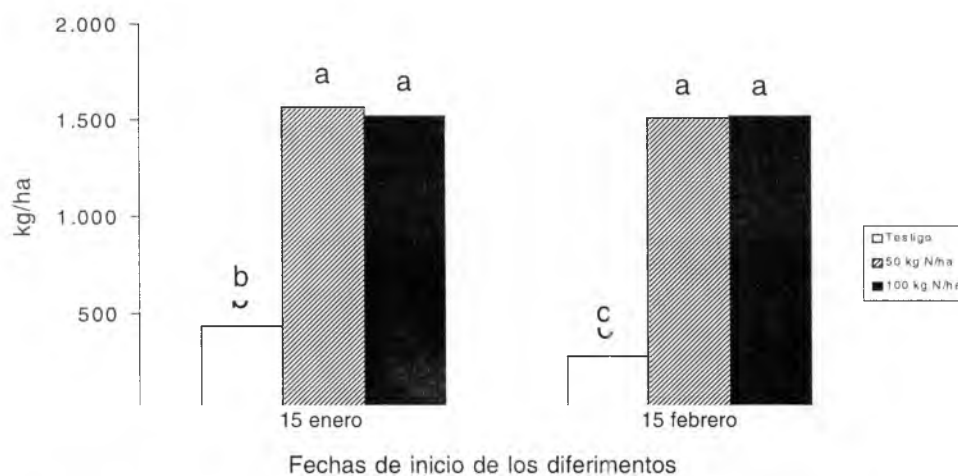 2.000
1.500
1.000
500
kg/ha
a
a
b
a
a
c
15 enero
15 febrero
Fechas de inicio de los diferimentos
Testigo
50 kg N/ha
100 kg N/ha